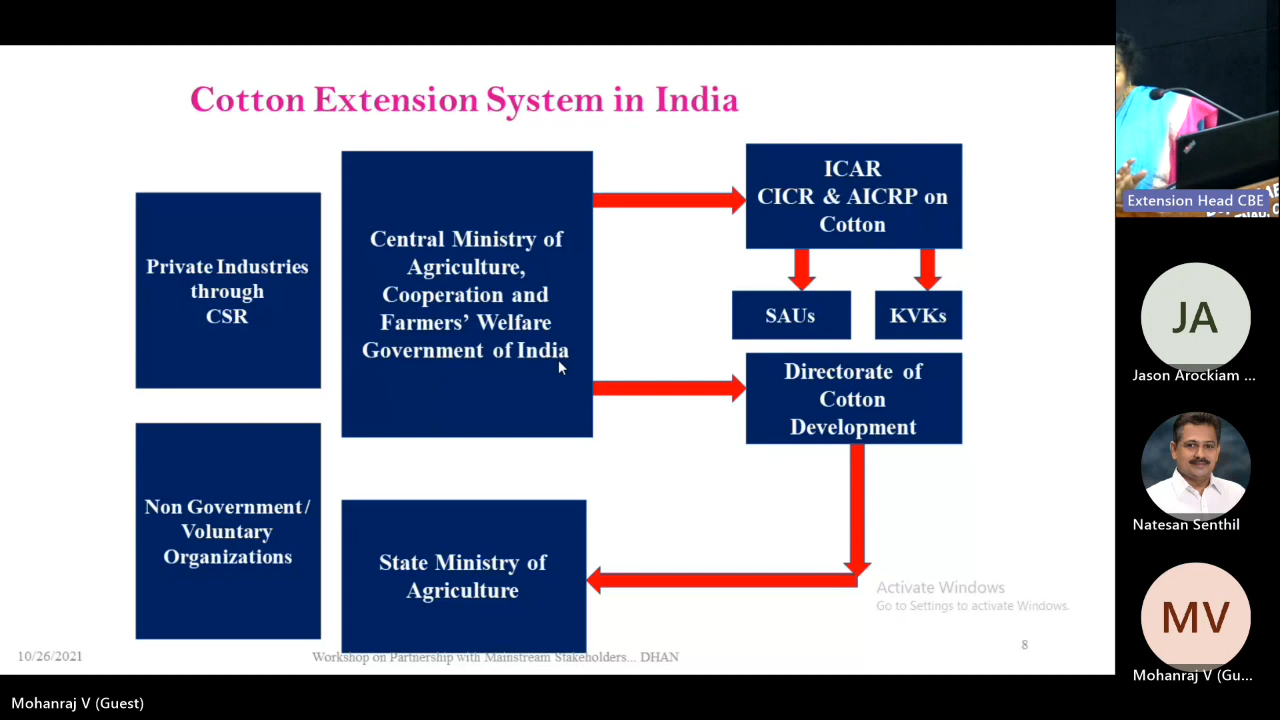 Cotton Extension System in India
Private Industries
through
CSR
Central Ministry of
Agriculture,
Cooperation and
Farmers’ Welfare
Government of India
ICAR
CICR & AICRP on
Cotton
SAUs
KVKs
Directorate of
Cotton
Development
Non Government/
Voluntary
Organizations
State Ministry of
Agriculture
Activate Windows
Go to Settings to activate Windows.
10/26/2021
Workshop on Partnership with Mainstream Stakeholders... DHAN
8
Extension Head CBE
JA
Jason Arockiam ...
Natesan Senthil
MV
Mohanraj V (Gu...
Mohanraj V (Guest)